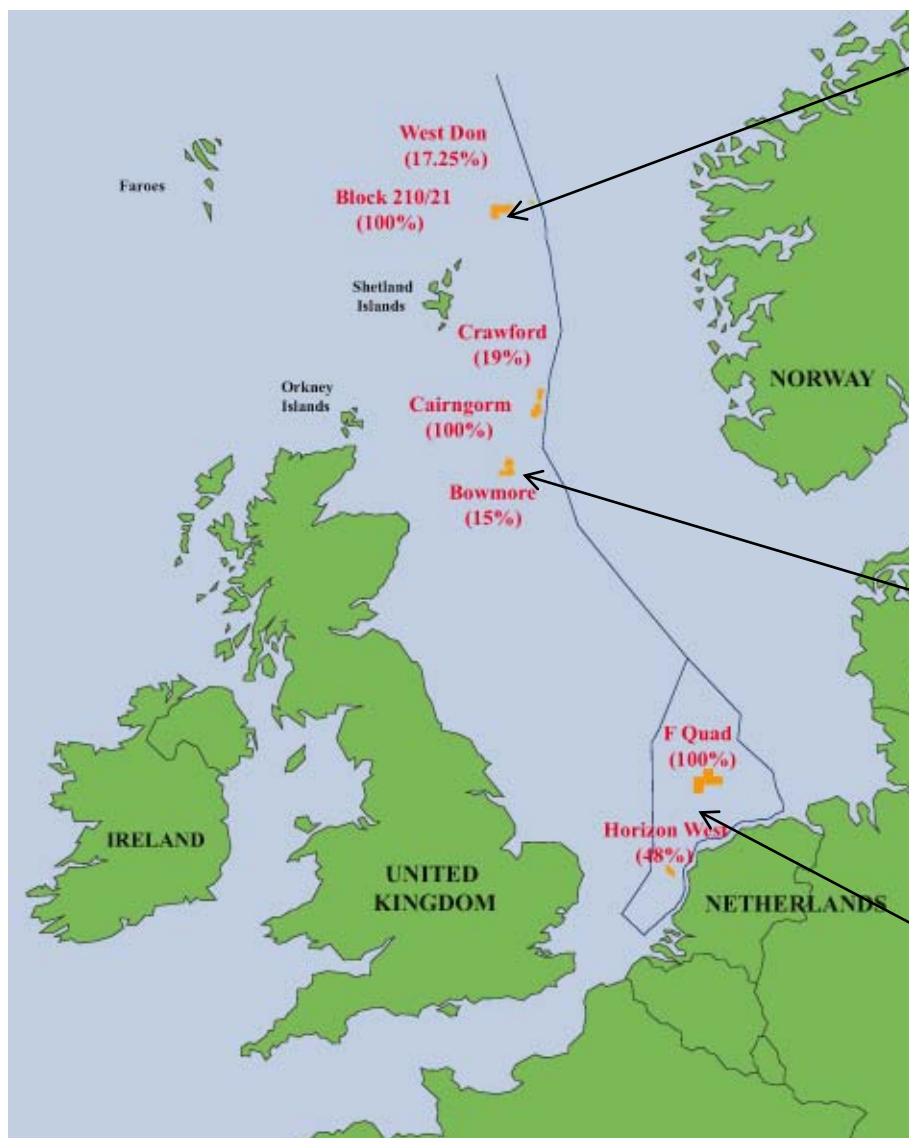 West Don
(17.25%)
Faroes
Block 210/21
(100%)
Shetland
Islands
Crawford
(19%)
NORWAY
Orkney
Islands
Cairngorm
(100%)
Bowmore
(15%)
F Quad
(100%)
Horizon West
(48%)
IRELAND
UNITED
KINGDOM
NETHERLANDS